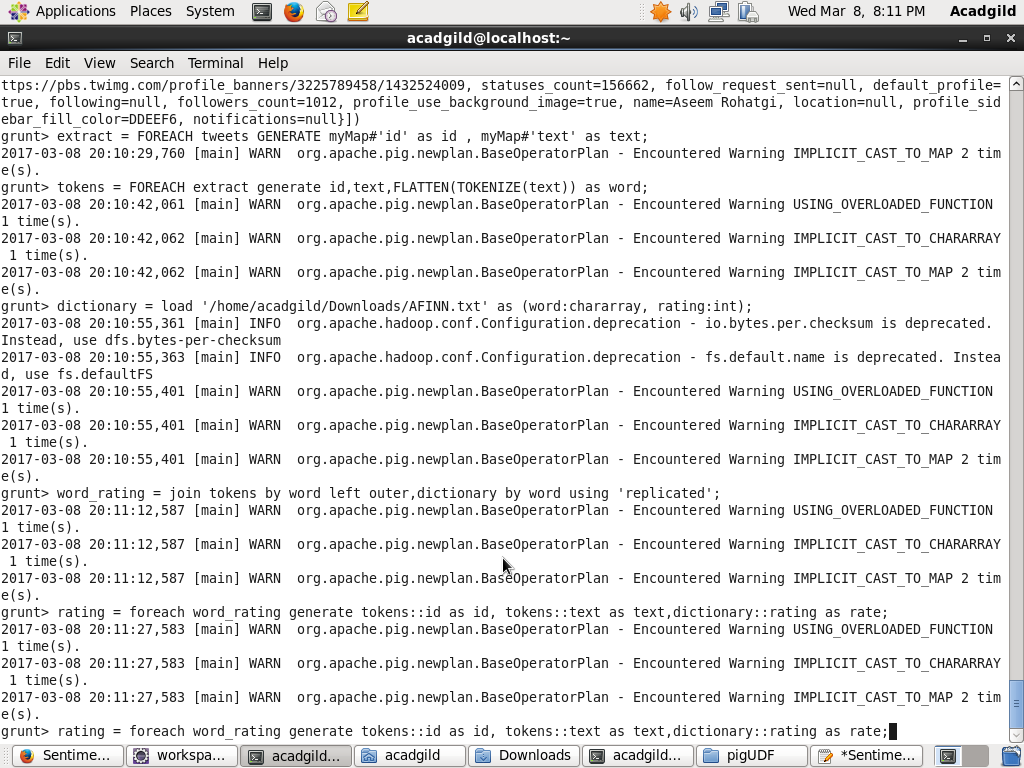 Applications Places System Wed Mar 8, 8:11 PM Acadgild
acadgild@localhost:~
File Edit View Search Terminal Help
ttps://pbs.twimg.com/profile_banners/3225789458/1432524009, statuses_count=156662, follow_request_sent=null, default_profile=
true, following=null, followers_count=1012, profile_use_background_image=true, name=Aseem Rohatgi, location=null, profile_sid
ebar_fill_color=DDEEF6, notifications=null}])
grunt> extract = FOREACH tweets GENERATE myMap#'id' as id , myMap#'text' as text;
2017-03-08 20:10:29,760 [main] WARN  org.apache.pig.newplan.BaseOperatorPlan - Encountered Warning IMPLICIT_CAST_TO_MAP 2 tim
e(s).
grunt> tokens = FOREACH extract generate id,text,FLATTEN(TOKENIZE(text)) as word;
2017-03-08 20:10:42,061 [main] WARN  org.apache.pig.newplan.BaseOperatorPlan - Encountered Warning USING_OVERLOADED_FUNCTION
1 time(s).
2017-03-08 20:10:42,062 [main] WARN  org.apache.pig.newplan.BaseOperatorPlan - Encountered Warning IMPLICIT_CAST_TO_CHARARRAY
1 time(s).
2017-03-08 20:10:42,062 [main] WARN  org.apache.pig.newplan.BaseOperatorPlan - Encountered Warning IMPLICIT_CAST_TO_MAP 2 tim
e(s).
grunt> dictionary = load '/home/acadgild/Downloads/AFINN.txt' as (word:chararray, rating:int);
2017-03-08 20:10:55,361 [main] INFO  org.apache.hadoop.conf.Configuration.deprecation - io.bytes.per.checksum is deprecated.
Instead, use dfs.bytes-per-checksum
2017-03-08 20:10:55,363 [main] INFO  org.apache.hadoop.conf.Configuration.deprecation - fs.default.name is deprecated. Instea
d, use fs.defaultFS
2017-03-08 20:10:55,401 [main] WARN  org.apache.pig.newplan.BaseOperatorPlan - Encountered Warning USING_OVERLOADED_FUNCTION
1 time(s).
2017-03-08 20:10:55,401 [main] WARN  org.apache.pig.newplan.BaseOperatorPlan - Encountered Warning IMPLICIT_CAST_TO_CHARARRAY
1 time(s).
2017-03-08 20:10:55,401 [main] WARN  org.apache.pig.newplan.BaseOperatorPlan - Encountered Warning IMPLICIT_CAST_TO_MAP 2 tim
e(s).
grunt> word_rating = join tokens by word left outer,dictionary by word using 'replicated';
2017-03-08 20:11:12,587 [main] WARN  org.apache.pig.newplan.BaseOperatorPlan - Encountered Warning USING_OVERLOADED_FUNCTION
1 time(s).
2017-03-08 20:11:12,587 [main] WARN  org.apache.pig.newplan.BaseOperatorPlan - Encountered Warning IMPLICIT_CAST_TO_CHARARRAY
1 time(s).
2017-03-08 20:11:12,587 [main] WARN  org.apache.pig.newplan.BaseOperatorPlan - Encountered Warning IMPLICIT_CAST_TO_MAP 2 tim
e(s).
grunt> rating = foreach word_rating generate tokens::id as id, tokens::text as text,dictionary::rating as rate;
2017-03-08 20:11:27,583 [main] WARN  org.apache.pig.newplan.BaseOperatorPlan - Encountered Warning USING_OVERLOADED_FUNCTION
1 time(s).
2017-03-08 20:11:27,583 [main] WARN  org.apache.pig.newplan.BaseOperatorPlan - Encountered Warning IMPLICIT_CAST_TO_CHARARRAY
1 time(s).
2017-03-08 20:11:27,583 [main] WARN  org.apache.pig.newplan.BaseOperatorPlan - Encountered Warning IMPLICIT_CAST_TO_MAP 2 tim
e(s).
grunt> rating = foreach word_rating generate tokens::id as id, tokens::text as text,dictionary::rating as rate;
Sentime... workspa... acadgild... acadgild Downloads acadgild... pigUDF *Sentime...